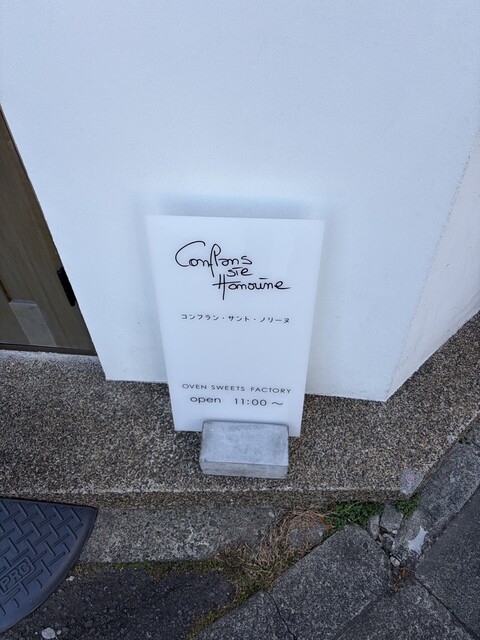 Conflans
Ste
Honorine
コンフラン・サント・ノリーヌ
OVEN SWEETS FACTORY
open 11:00～
PRO